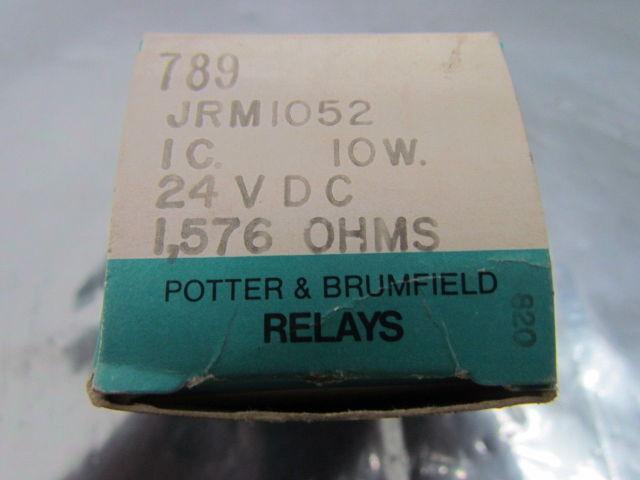 789
JRM1052
1C. 10W.
24 VDC
1,576 OHMS
POTTER & BRUMFIELD
RELAYS
820